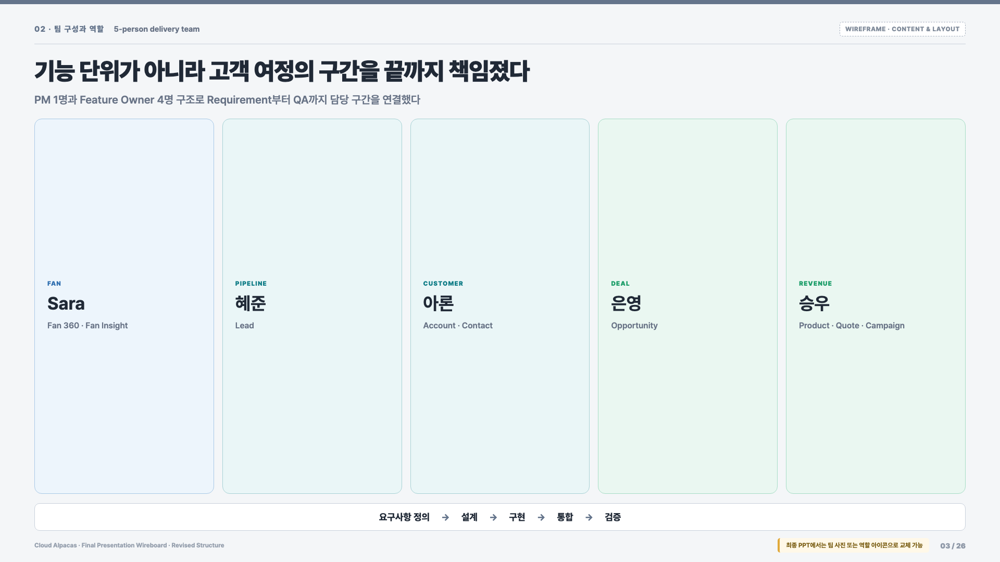 02 · 팀 구성과 역할 5-person delivery team
WIREFRAME · CONTENT & LAYOUT
기능 단위가 아니라 고객 여정의 구간을 끝까지 책임졌다
PM 1명과 Feature Owner 4명 구조로 Requirement부터 QA까지 담당 구간을 연결했다
FAN
Sara
Fan 360 · Fan Insight
PIPELINE
혜준
Lead
CUSTOMER
아론
Account · Contact
DEAL
은영
Opportunity
REVENUE
승우
Product · Quote · Campaign
요구사항 정의 → 설계 → 구현 → 통합 → 검증
Cloud Alpacas · Final Presentation Wireboard · Revised Structure
최종 PPT에서는 팀 사진 또는 역할 아이콘으로 교체 가능
03 / 26